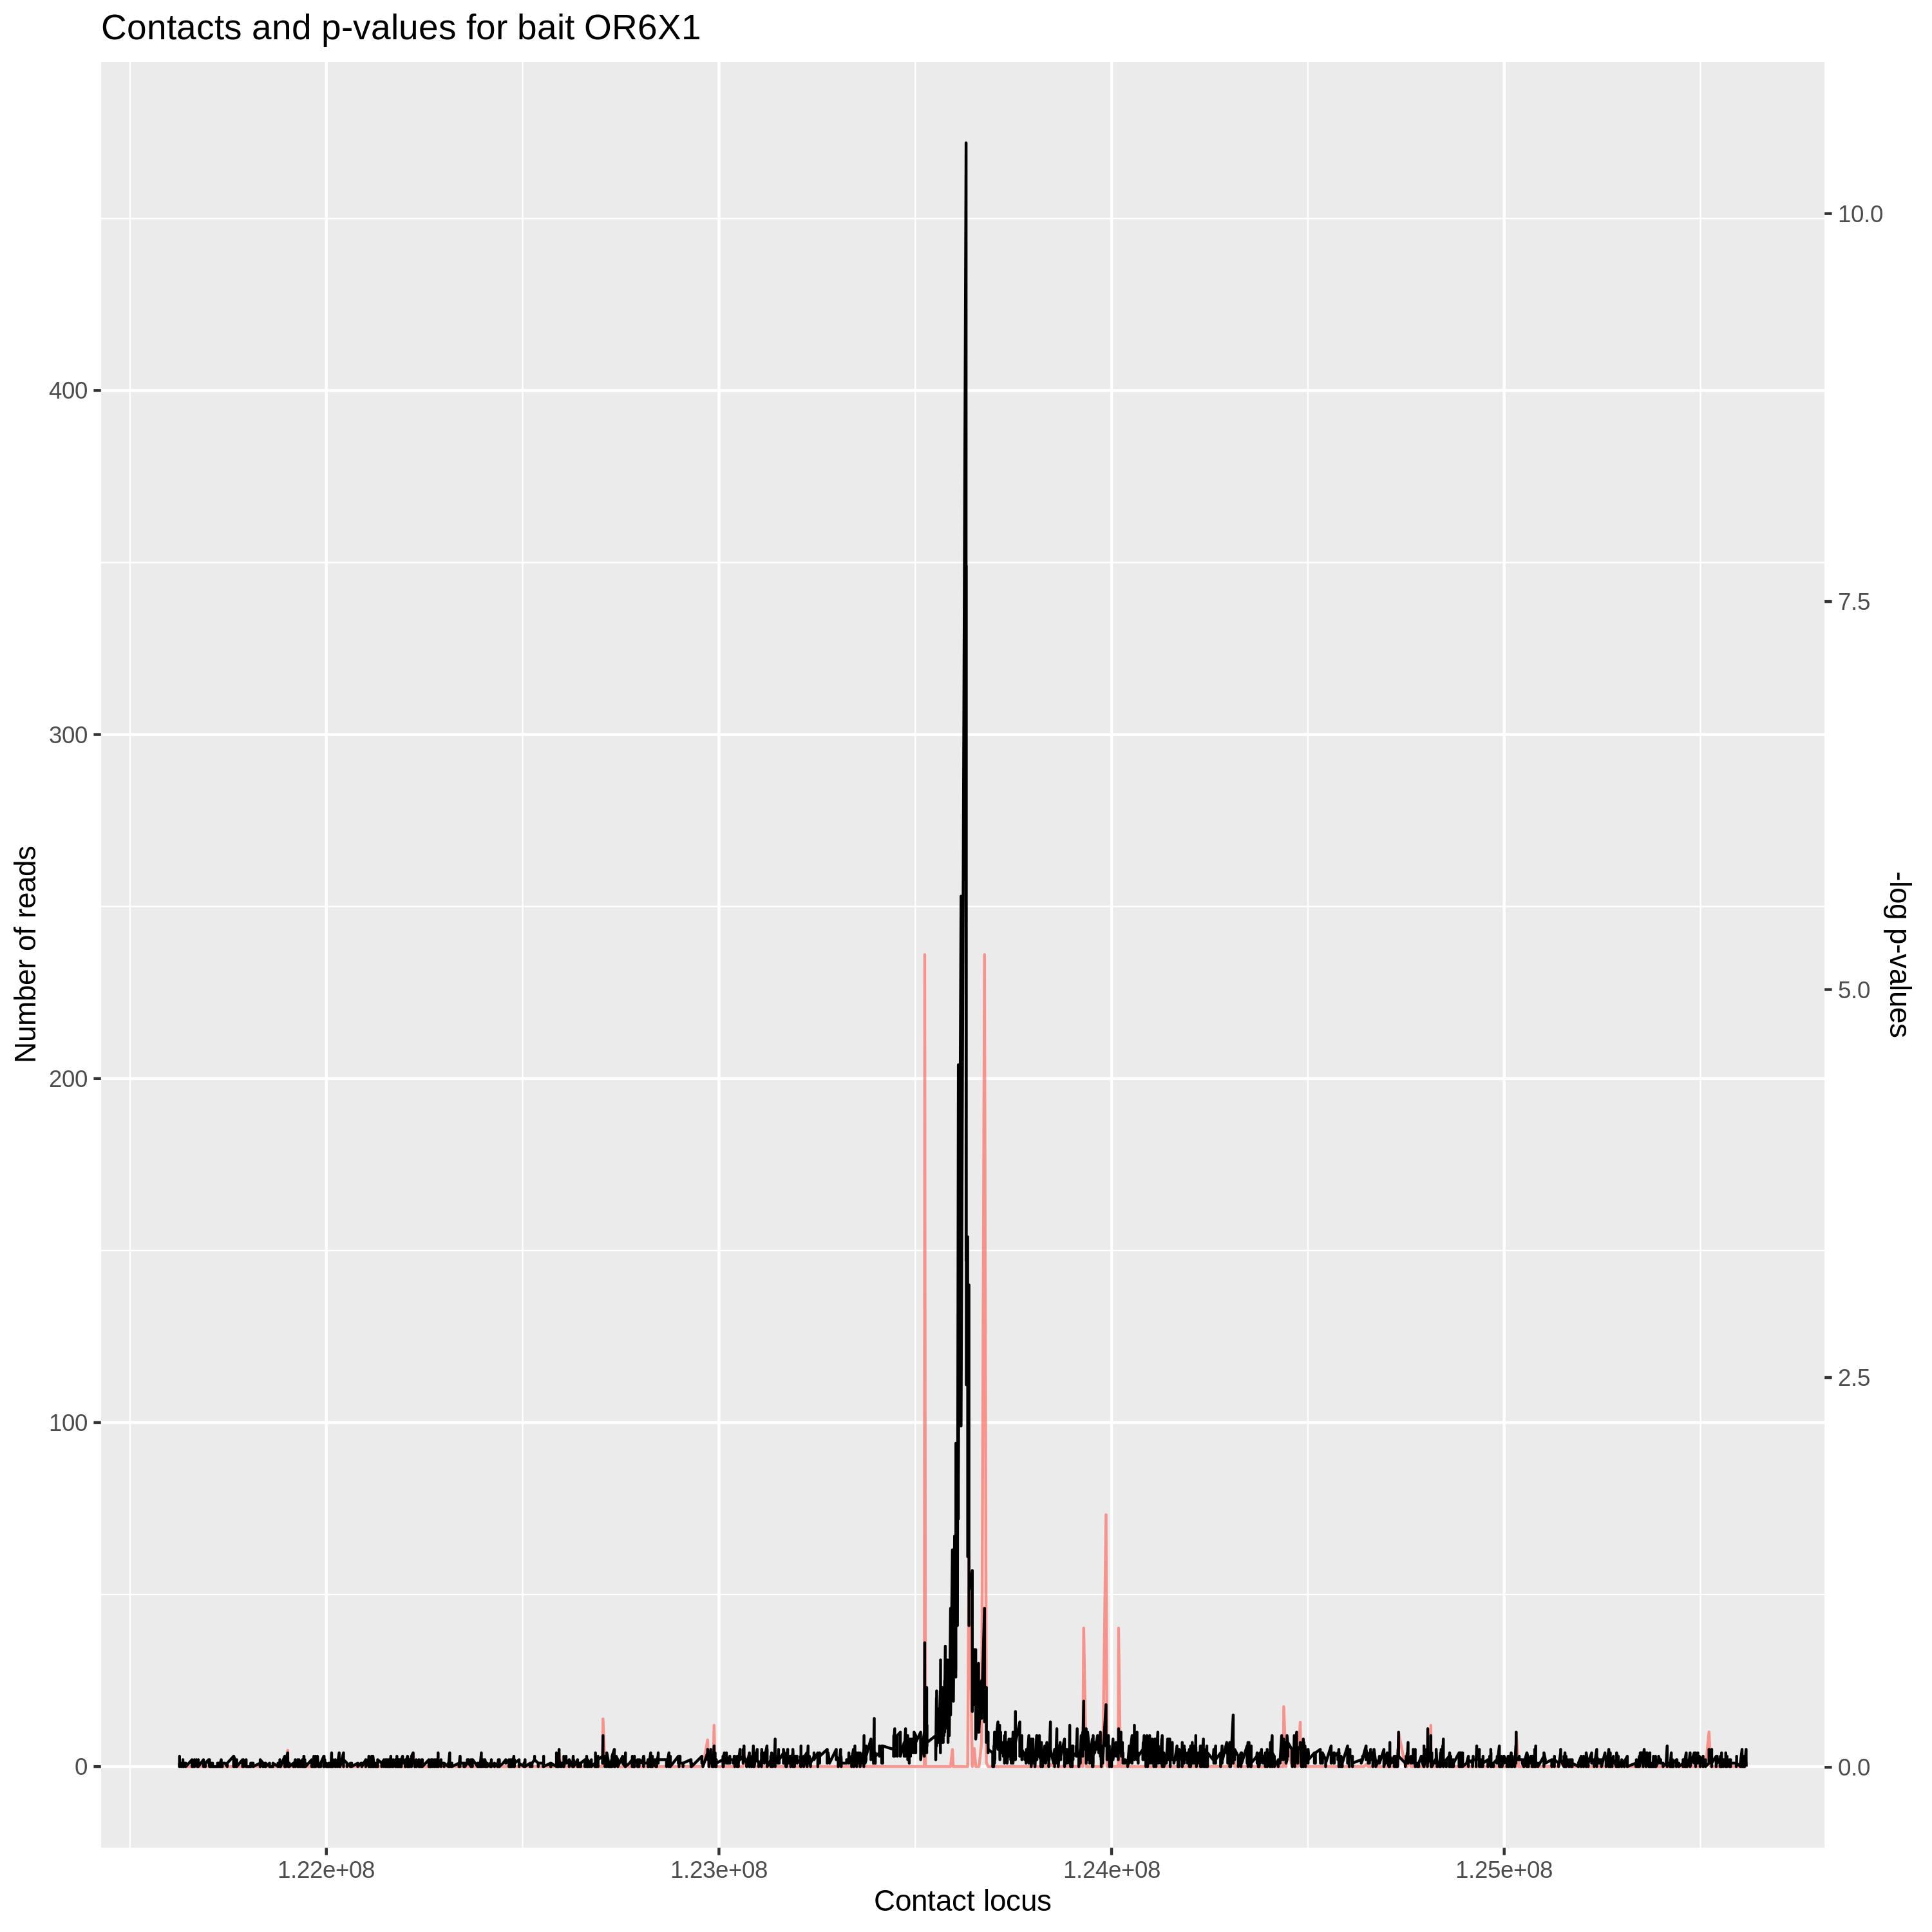 Contacts and p-values for bait OR6X1
Number of reads
400
300
200
100
0
10.0
7.5
5.0
2.5
0.0
-log p-values
1.22e+08
1.23e+08
1.24e+08
1.25e+08
Contact locus